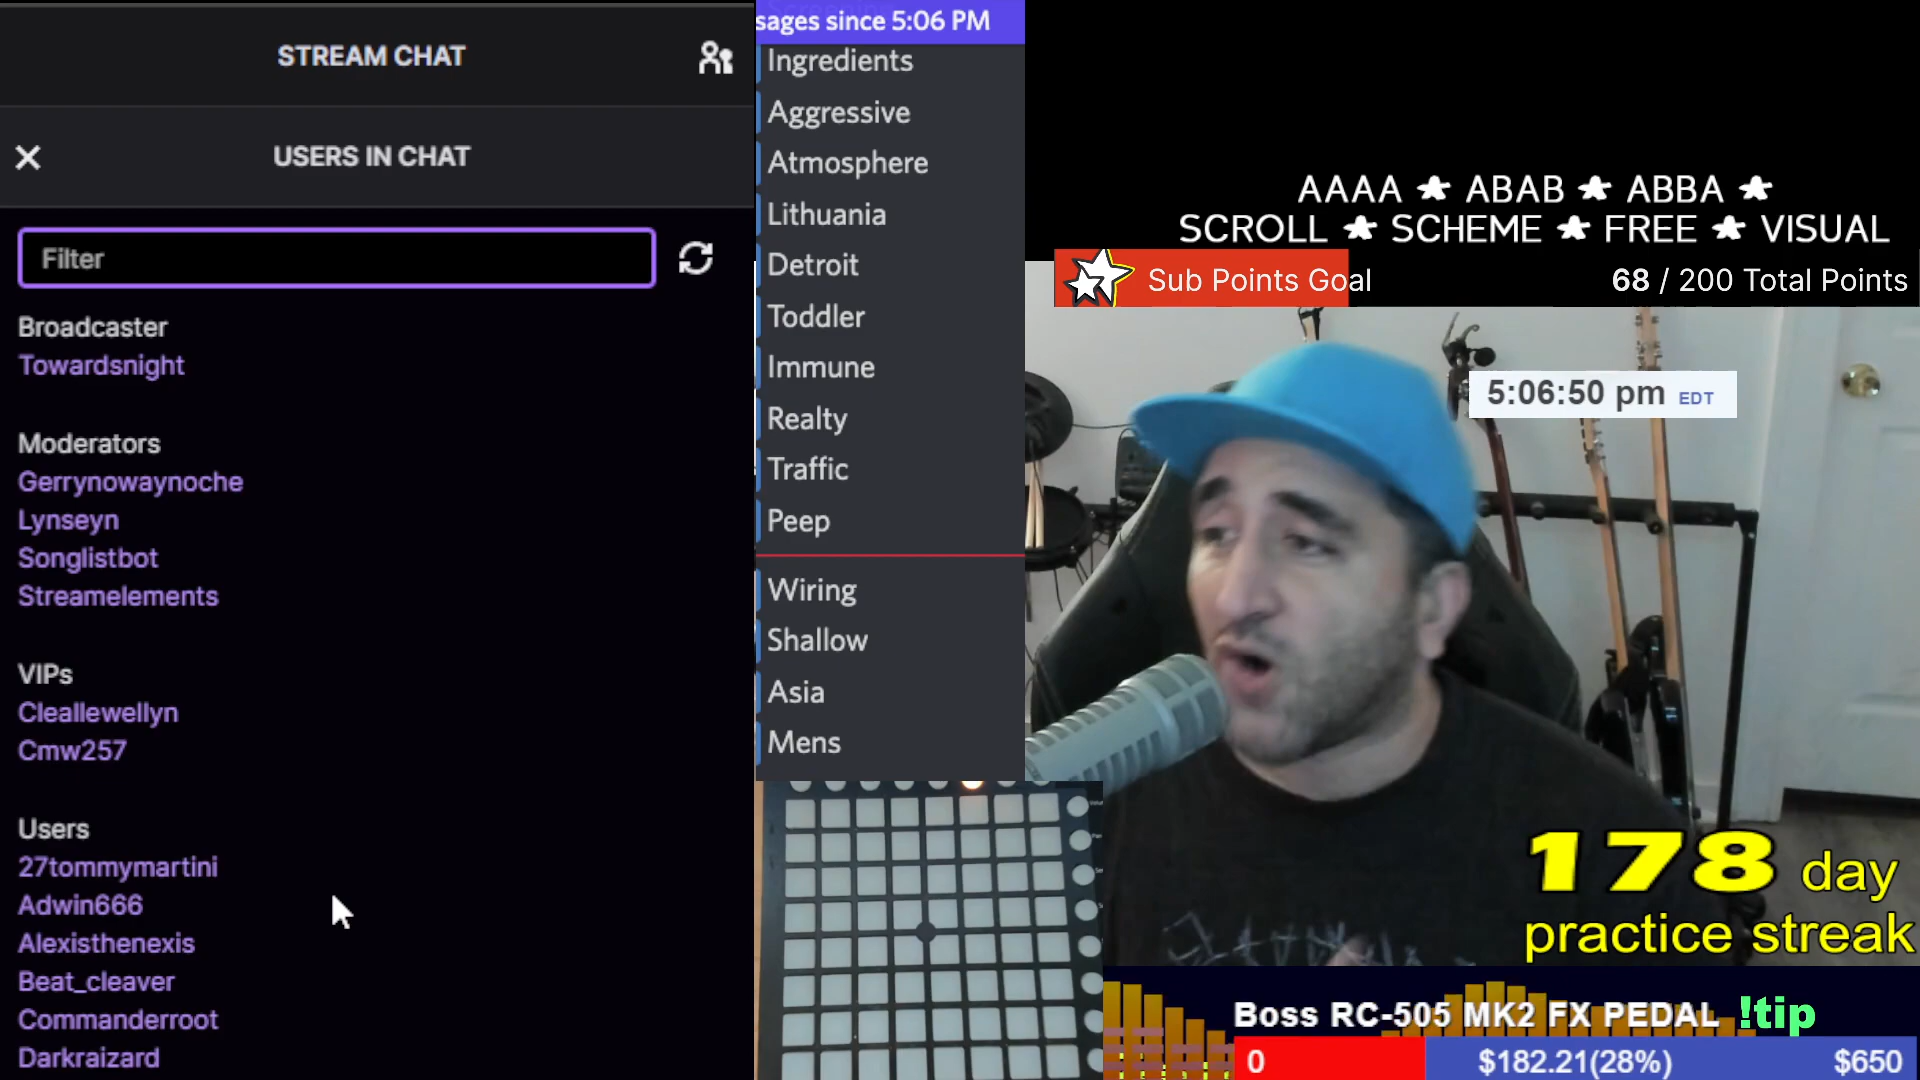 STREAM CHAT
USERS IN CHAT
Filter
Broadcaster
Towardsnight
Moderators
Gerrynowaynoche
Lynseyn
Songlistbot
Streamelements
VIPs
Cleallewellyn
Cmw257
Users
27tommymartini
Adwin666
Alexisthenexis
Beat_cleaver
Commanderroot
Darkraizard
sages since 5:06 PM
Ingredients
Aggressive
Atmosphere
Lithuania
Detroit
Toddler
Immune
Realty
Traffic
Peep
Wiring
Shallow
Asia
Mens
AAAA ABAB ABBA
SCROLL SCHEME FREE VISUAL
Sub Points Goal 68 / 200 Total Points
5:06:50 pm EDT
178 day
practice streak
Boss RC-505 MK2 FX PEDAL !tip
0 $182.21(28%) $650